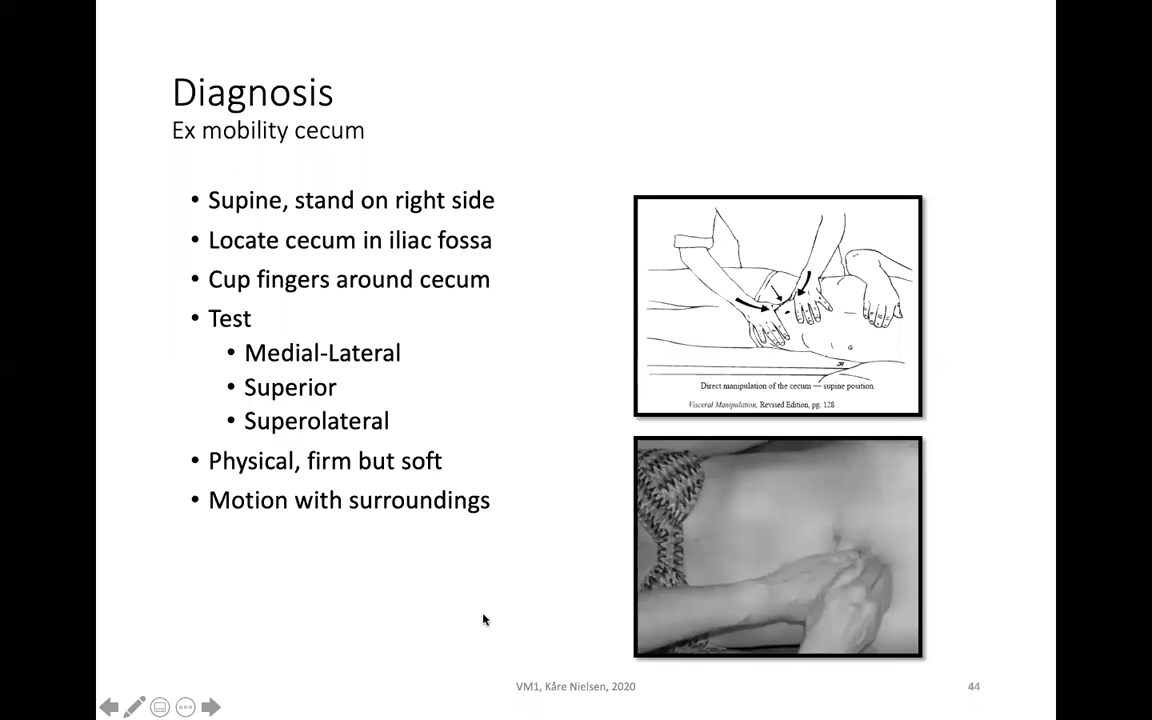 Diagnosis
Ex mobility cecum
• Supine, stand on right side
• Locate cecum in iliac fossa
• Cup fingers around cecum
• Test
• Medial-Lateral
• Superior
• Superolateral
• Physical, firm but soft
• Motion with surroundings
Direct manipulation of the cecum — supine position.
Visceral Manipulation, Revised Edition, pg. 128
VM1, Kåre Nielsen, 2020
44